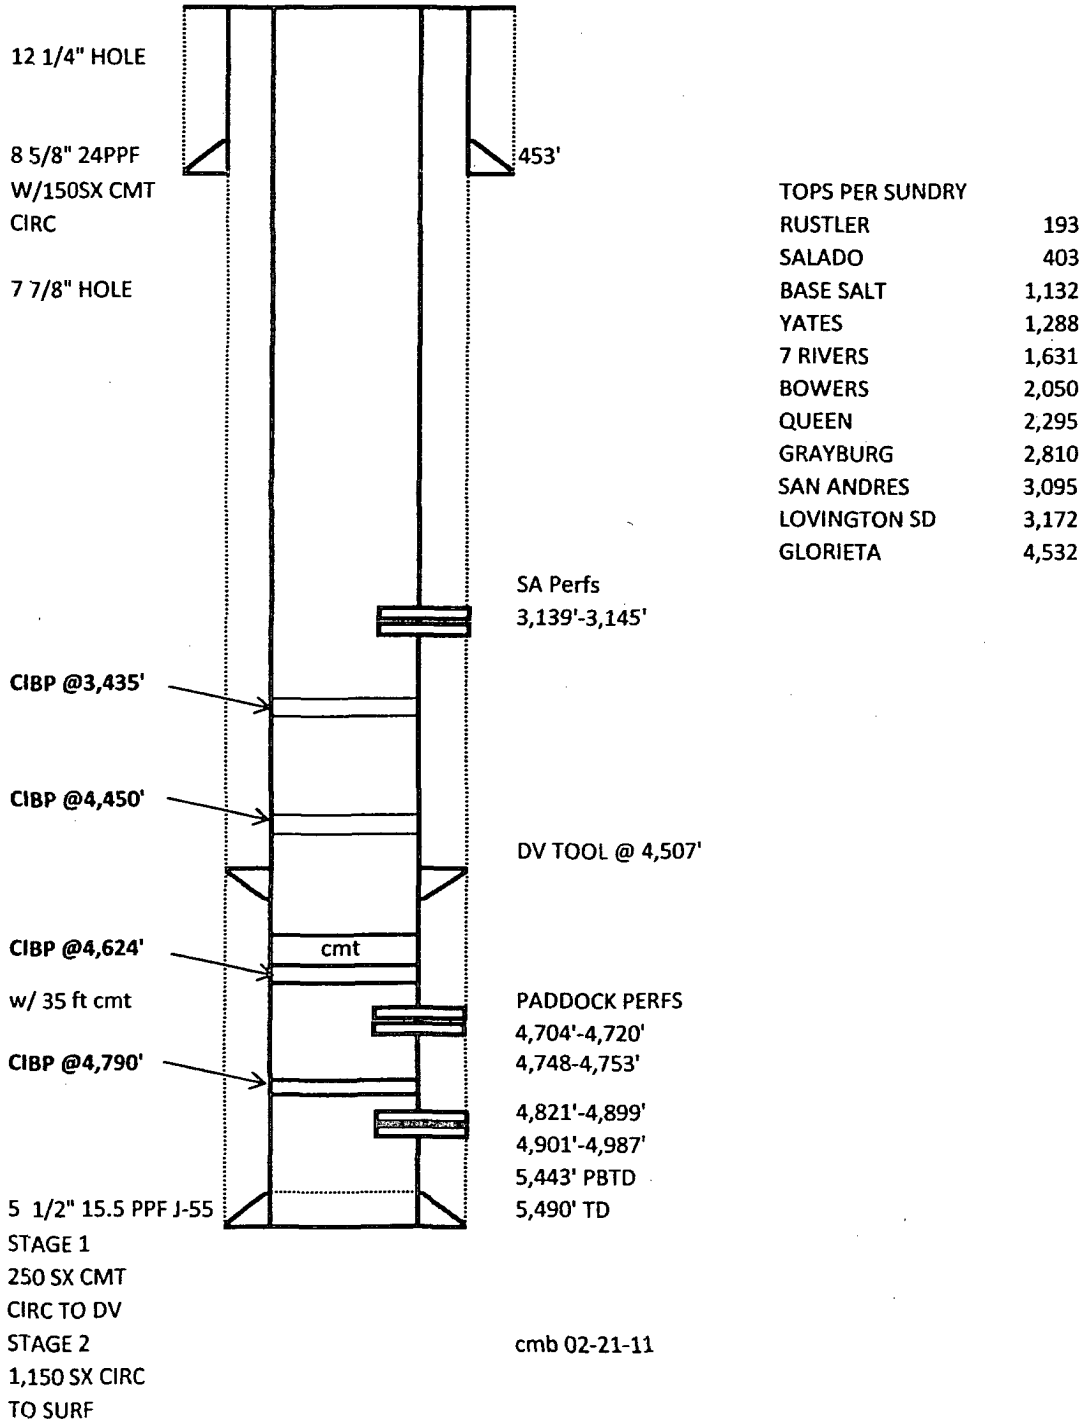 12 1/4" HOLE
8 5/8" 24PPF
W/150SX CMT
CIRC
453'
7 7/8" HOLE
TOPS PER SUNDRY
RUSTLER 193
SALADO 403
BASE SALT 1,132
YATES 1,288
7 RIVERS 1,631
BOWERS 2,050
QUEEN 2,295
GRAYBURG 2,810
SAN ANDRES 3,095
LOVINGTON SD 3,172
GLORIETA 4,532
SA Perfs
3,139'-3,145'
CIBP @3,435'
CIBP @4,450'
DV TOOL @ 4,507'
CIBP @4,624'
cmt
w/ 35 ft cmt
PADDOCK PERFS
4,704'-4,720'
4,748-4,753'
CIBP @4,790'
4,821'-4,899'
4,901'-4,987'
5,443' PBTD
5,490' TD
5 1/2" 15.5 PPF J-55
STAGE 1
250 SX CMT
CIRC TO DV
STAGE 2
1,150 SX CIRC
TO SURF
cmb 02-21-11